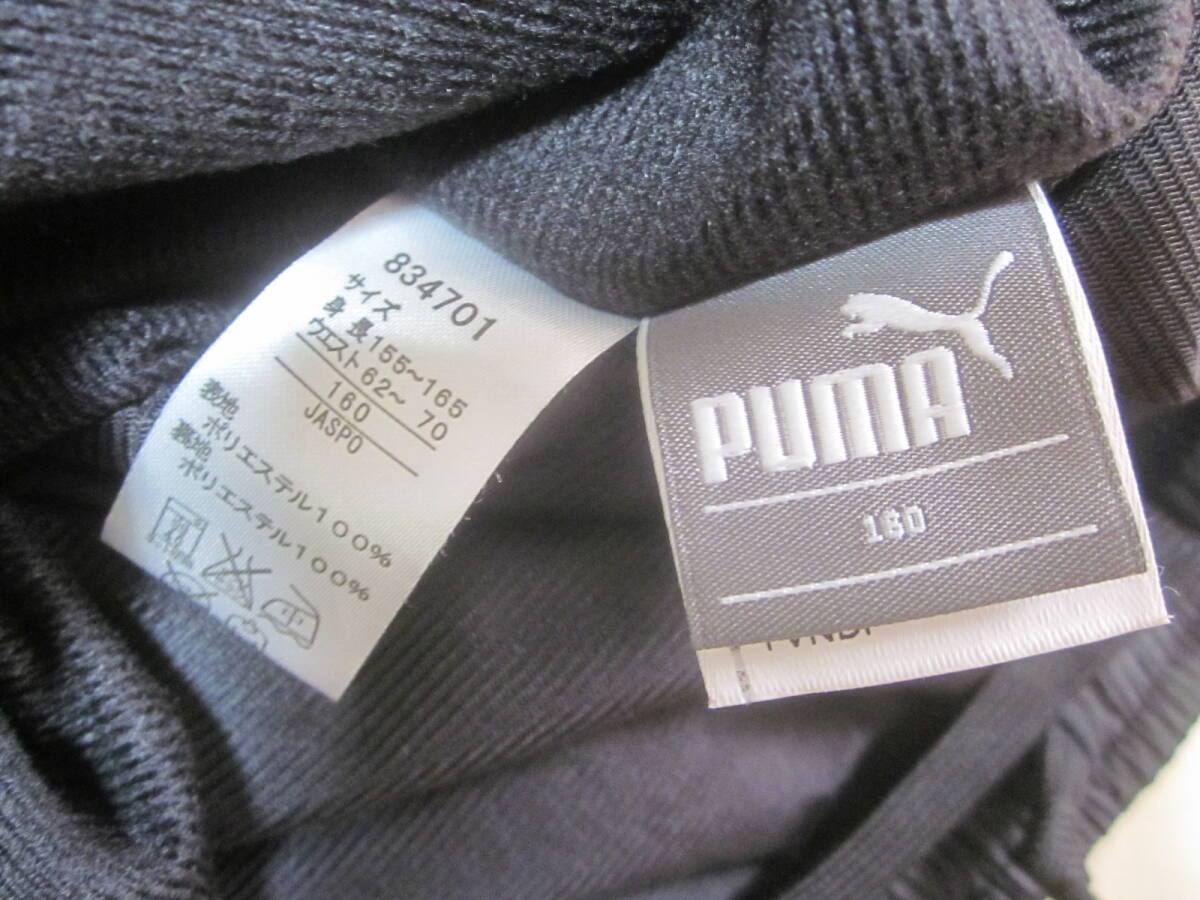 834701
サイズ
身 長155~165
ウエスト62~ 70
160
JASPO
表地
ポリエステル100%
裏地
ポリエステル100%
PUMA
160